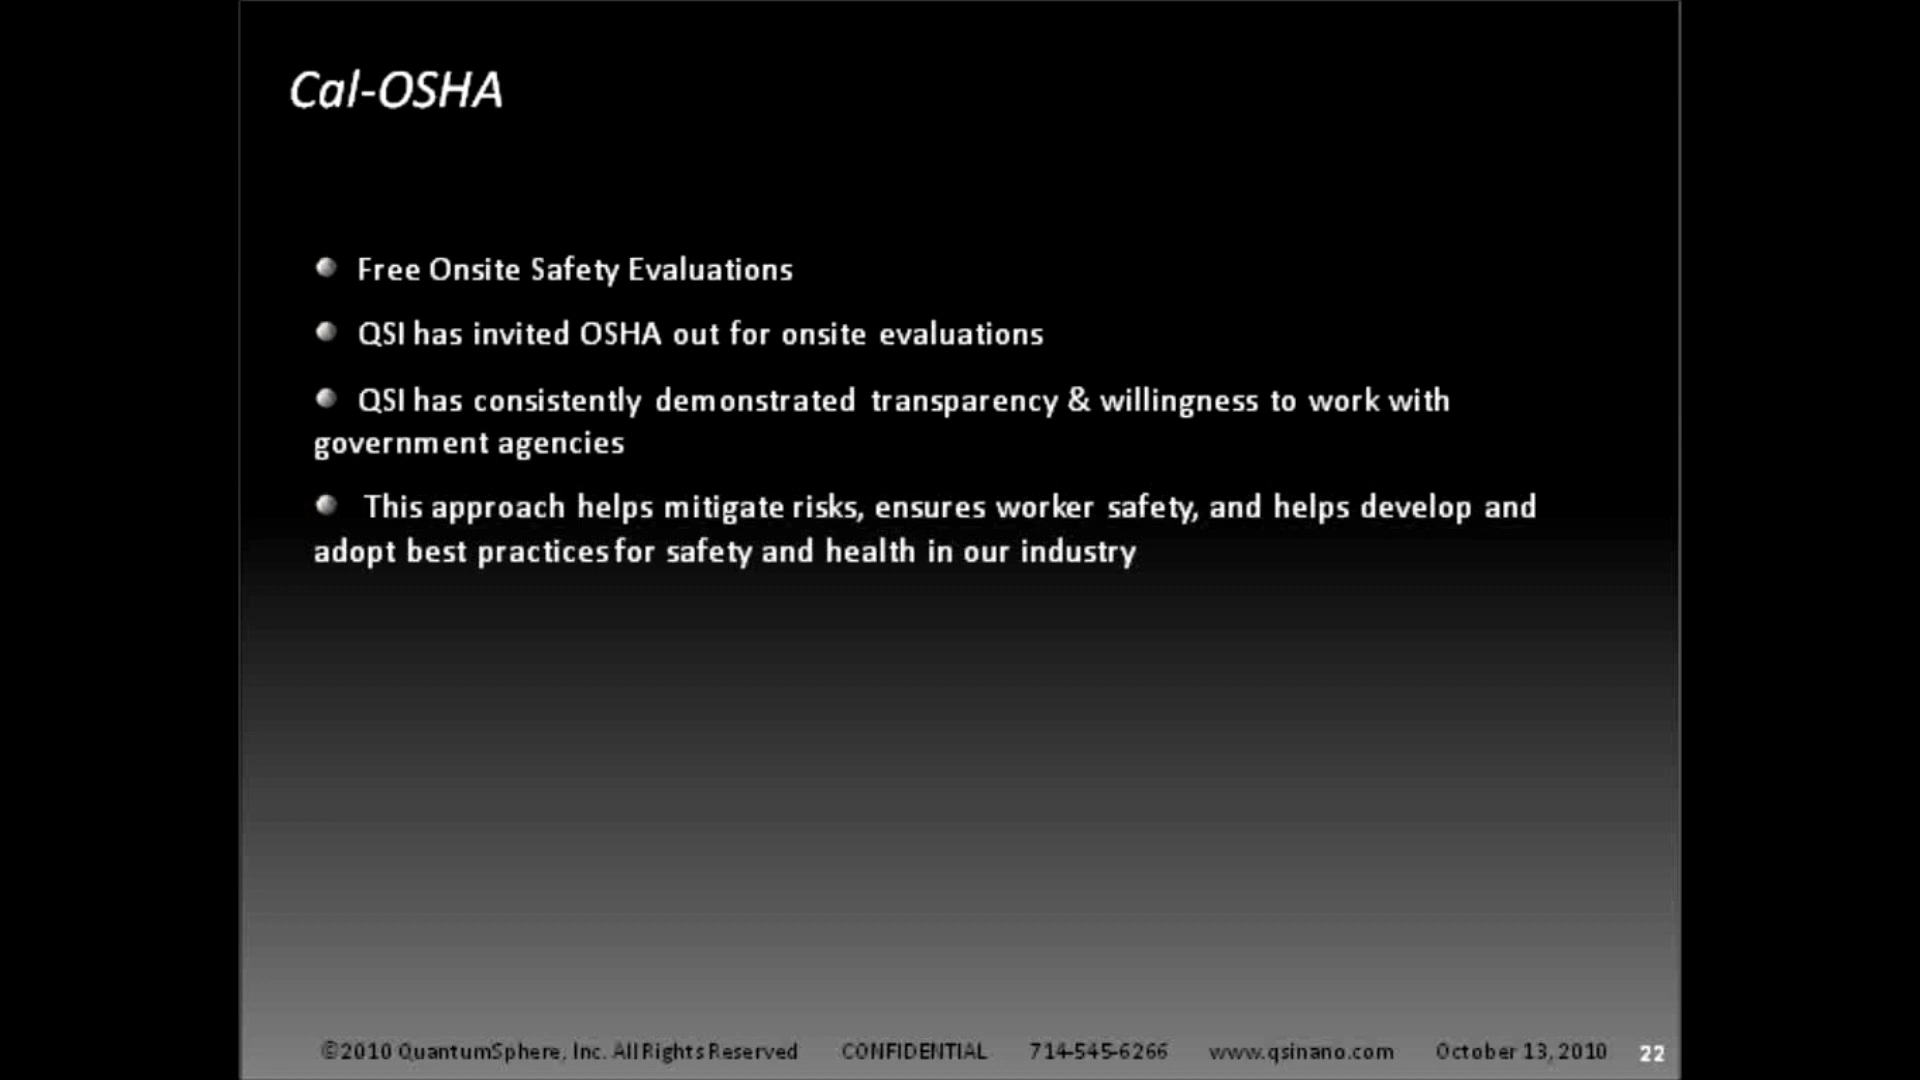 Cal-OSHA
Free Onsite Safety Evaluations
QSI has invited OSHA out for onsite evaluations
QSI has consistently demonstrated transparency & willingness to work with
government agencies
This approach helps mitigate risks, ensures worker safety, and helps develop and
adopt best practices for safety and health in our industry
©2010 QuantumSphere, Inc. All Rights Reserved CONFIDENTIAL 714-545-6266 www.qsinano.com October 13, 2010 22